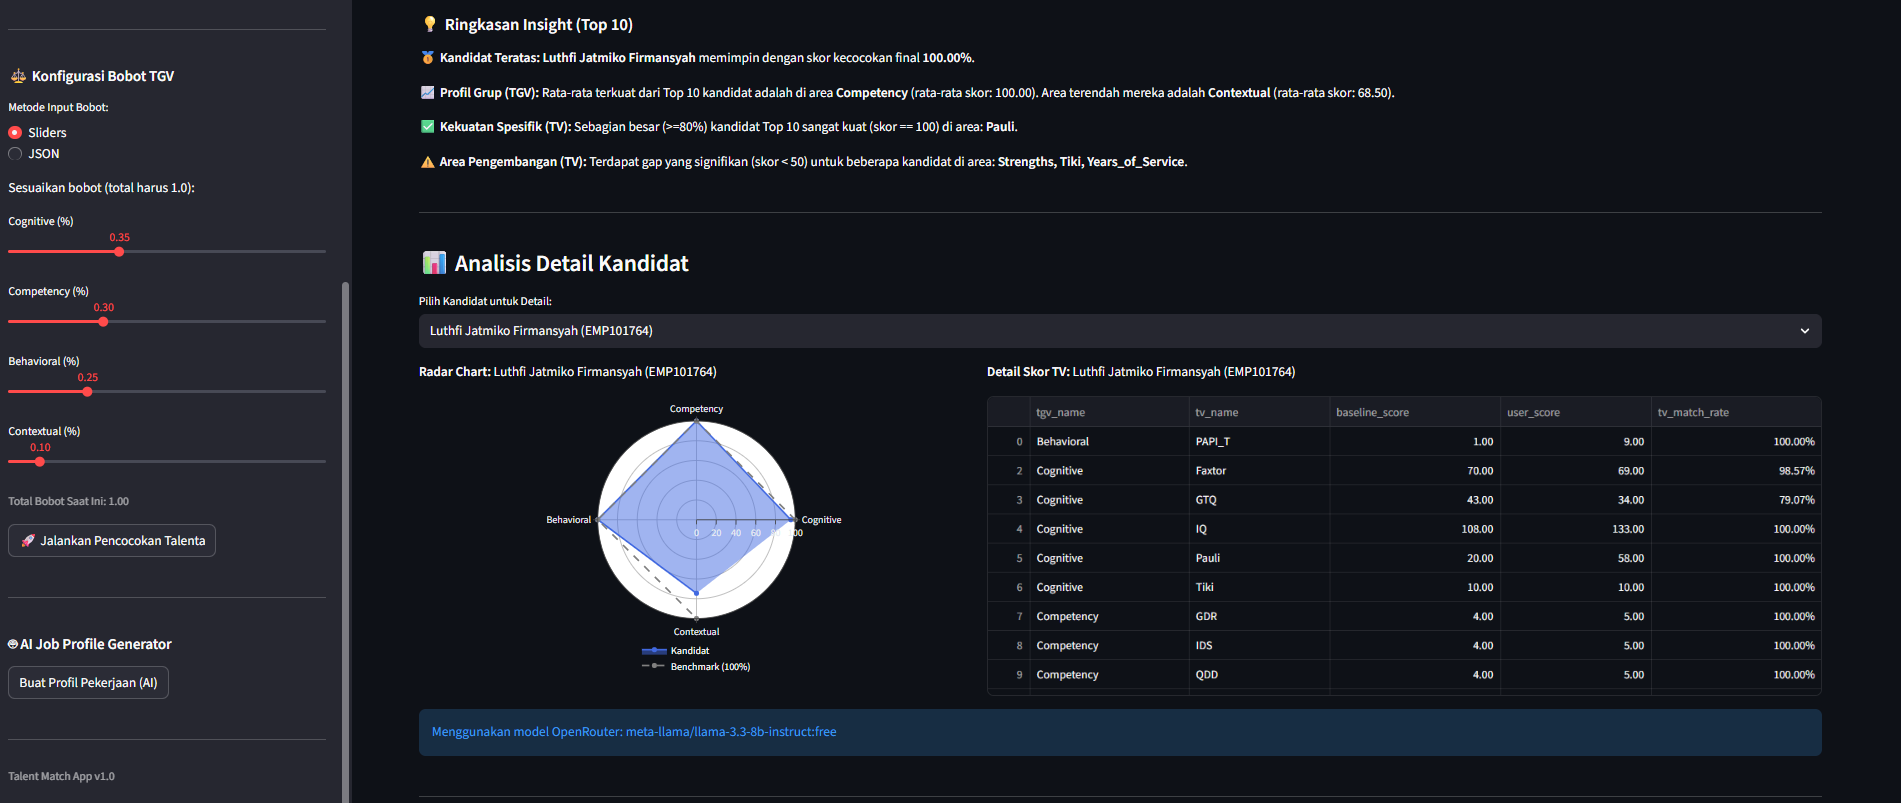 Konfigurasi Bobot TGV
Metode Input Bobot:
Sliders
JSON
Sesuaikan bobot (total harus 1.0):
Cognitive (%)
0.35
Competency (%)
0.30
Behavioral (%)
0.25
Contextual (%)
0.10
Total Bobot Saat Ini: 1.00
Jalankan Pencocokan Talenta
AI Job Profile Generator
Buat Profil Pekerjaan (AI)
Talent Match App v1.0
Ringkasan Insight (Top 10)
Kandidat Teratas: Luthfi Jatmiko Firmansyah memimpin dengan skor kecocokan final 100.00%.
Profil Grup (TGV): Rata-rata terkuat dari Top 10 kandidat adalah di area Competency (rata-rata skor: 100.00). Area terendah mereka adalah Contextual (rata-rata skor: 68.50).
Kekuatan Spesifik (TV): Sebagian besar (>=80%) kandidat Top 10 sangat kuat (skor == 100) di area: Pauli.
Area Pengembangan (TV): Terdapat gap yang signifikan (skor < 50) untuk beberapa kandidat di area: Strengths, Tiki, Years_of_Service.
Analisis Detail Kandidat
Pilih Kandidat untuk Detail:
Luthfi Jatmiko Firmansyah (EMP101764)
Radar Chart: Luthfi Jatmiko Firmansyah (EMP101764)
Competency
Behavioral
Cognitive
0 20 40 60 80 100
Contextual
Kandidat
Benchmark (100%)
Detail Skor TV: Luthfi Jatmiko Firmansyah (EMP101764)
tgv_name tv_name baseline_score user_score tv_match_rate
0 Behavioral PAPI_T 1.00 9.00 100.00%
2 Cognitive Faxtor 70.00 69.00 98.57%
3 Cognitive GTQ 43.00 34.00 79.07%
4 Cognitive IQ 108.00 133.00 100.00%
5 Cognitive Pauli 20.00 58.00 100.00%
6 Cognitive Tiki 10.00 10.00 100.00%
7 Competency GDR 4.00 5.00 100.00%
8 Competency IDS 4.00 5.00 100.00%
9 Competency QDD 4.00 5.00 100.00%
Menggunakan model OpenRouter: meta-llama/llama-3.3-8b-instruct:free